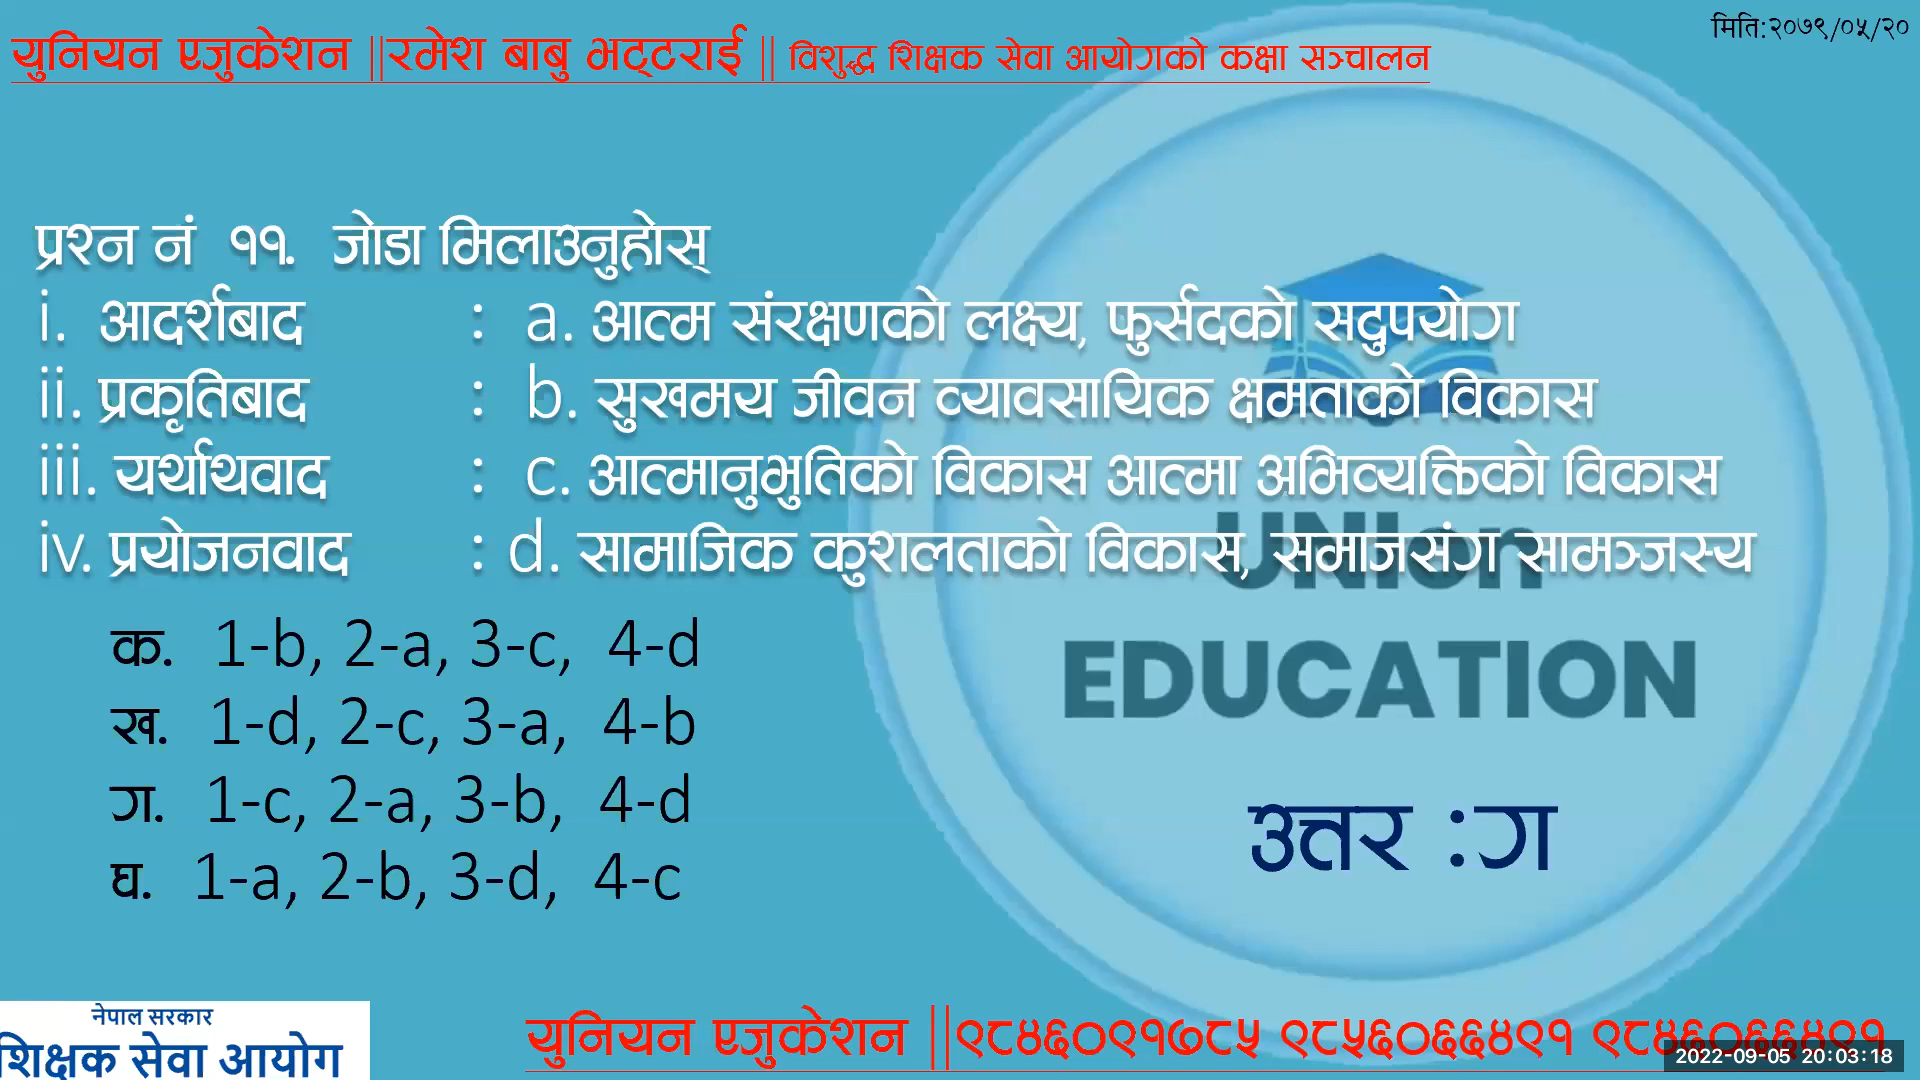 मिति:२०७९/०५/२०
युनियन एजुकेशन ||रमेश बाबु भट्टराई || विशुद्ध शिक्षक सेवा आयोगको कक्षा सञ्चालन
प्रश्न नं ११. जोडा मिलाउनुहोस्
i. आदर्शबाद : a. आत्म संरक्षणको लक्ष्य, फुर्सदको सदुपयोग
ii. प्रकृतिबाद : b. सुखमय जीवन व्यावसायिक क्षमताको विकास
iii. यर्थाथवाद : c. आत्मानुभुतिको विकास आत्मा अभिव्यक्तिको विकास
iv. प्रयोजनवाद : d. सामाजिक कुशलताको विकास, समाजसंग सामञ्जस्य
UNIon
EDUCATION
क. 1-b, 2-a, 3-c, 4-d
ख. 1-d, 2-c, 3-a, 4-b
ग. 1-c, 2-a, 3-b, 4-d
घ. 1-a, 2-b, 3-d, 4-c
उत्तर :ग
नेपाल सरकार
शिक्षक सेवा आयोग
युनियन एजुकेशन ||९८४६०९१७८५ ९८५६०६६४९१ ९८४६०६६४९१
2022-09-05 20:03:18